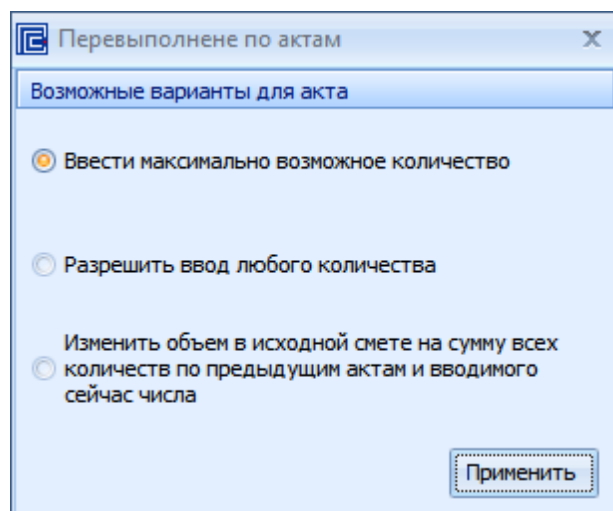 Перевыполнене по актам
Возможные варианты для акта
Ввести максимально возможное количество
Разрешить ввод любого количества
Изменить объем в исходной смете на сумму всех
количеств по предыдущим актам и вводимого
сейчас числа
Применить